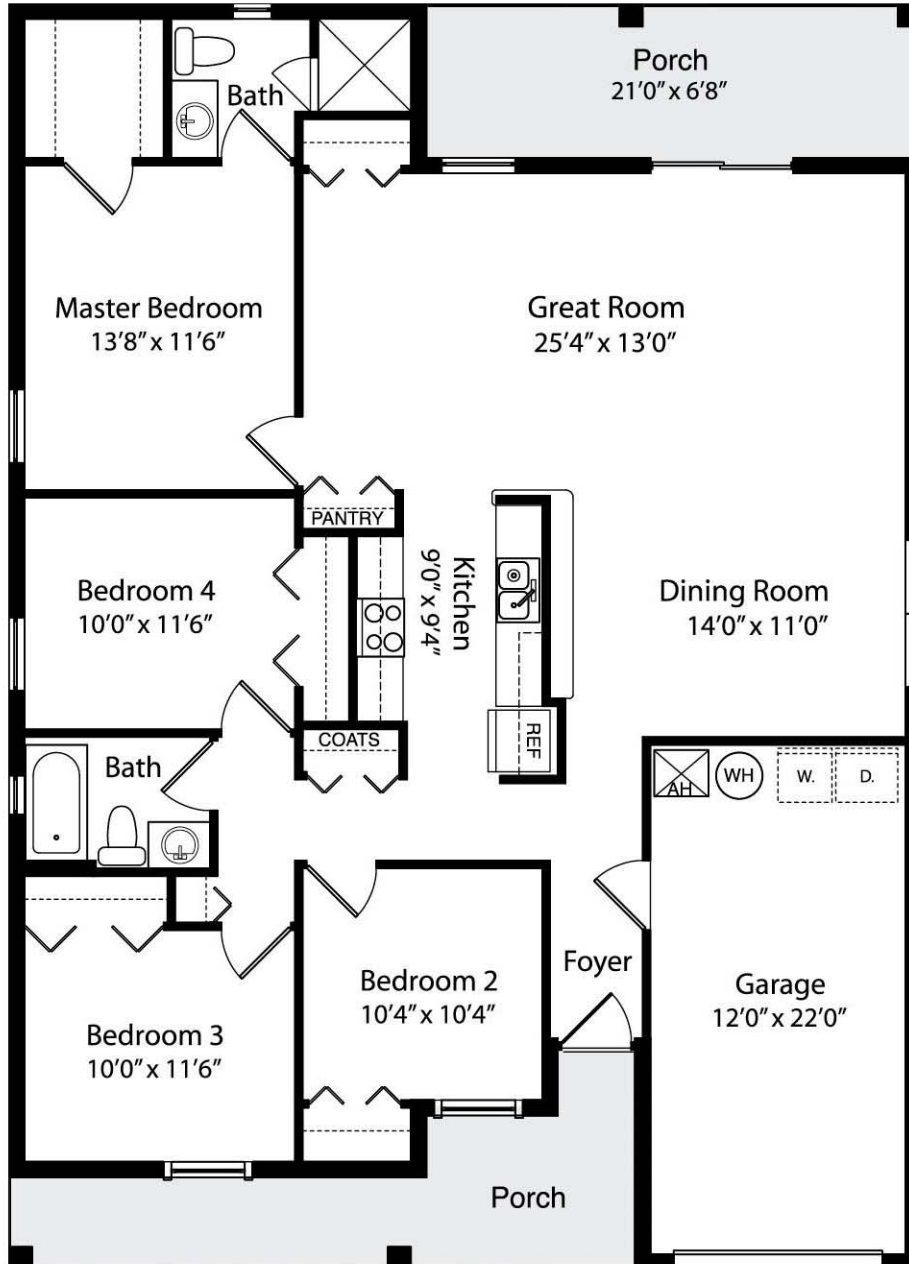 Porch
21’0” x 6’8”
Bath
Master Bedroom
13’8” x 11’6”
Great Room
25’4” x 13’0”
PANTRY
Kitchen
9’0” x 9’4”
Bedroom 4
10’0” x 11’6”
Dining Room
14’0” x 11’0”
COATS
REF
Bath
AH
WH
W.
D.
Foyer
Bedroom 2
10’4” x 10’4”
Garage
12’0” x 22’0”
Bedroom 3
10’0” x 11’6”
Porch